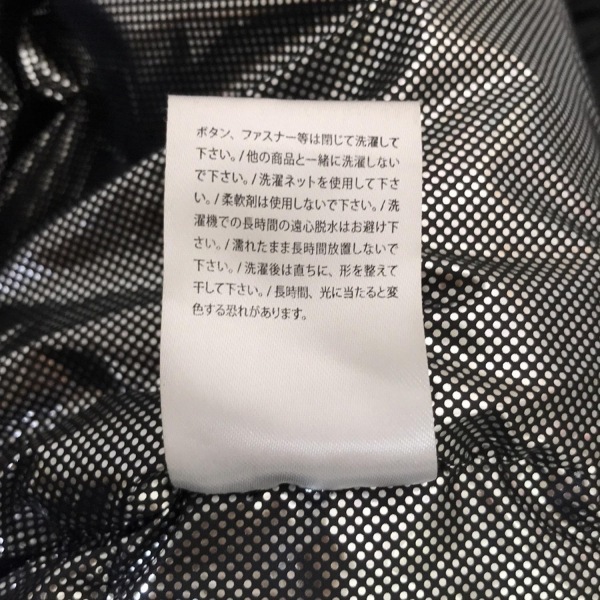 ボタン、ファスナー等は閉じて洗濯して
下さい。/他の商品と一緒に洗濯しない
で下さい。/洗濯ネットを使用して下さ
い。/柔軟剤は使用しないで下さい。/洗
濯機での長時間の遠心脱水はお避け下
さい。/濡れたまま長時間放置しないで
下さい。/洗濯後は直ちに、形を整えて
干して下さい。/長時間、光に当たると変
色する恐れがあります。